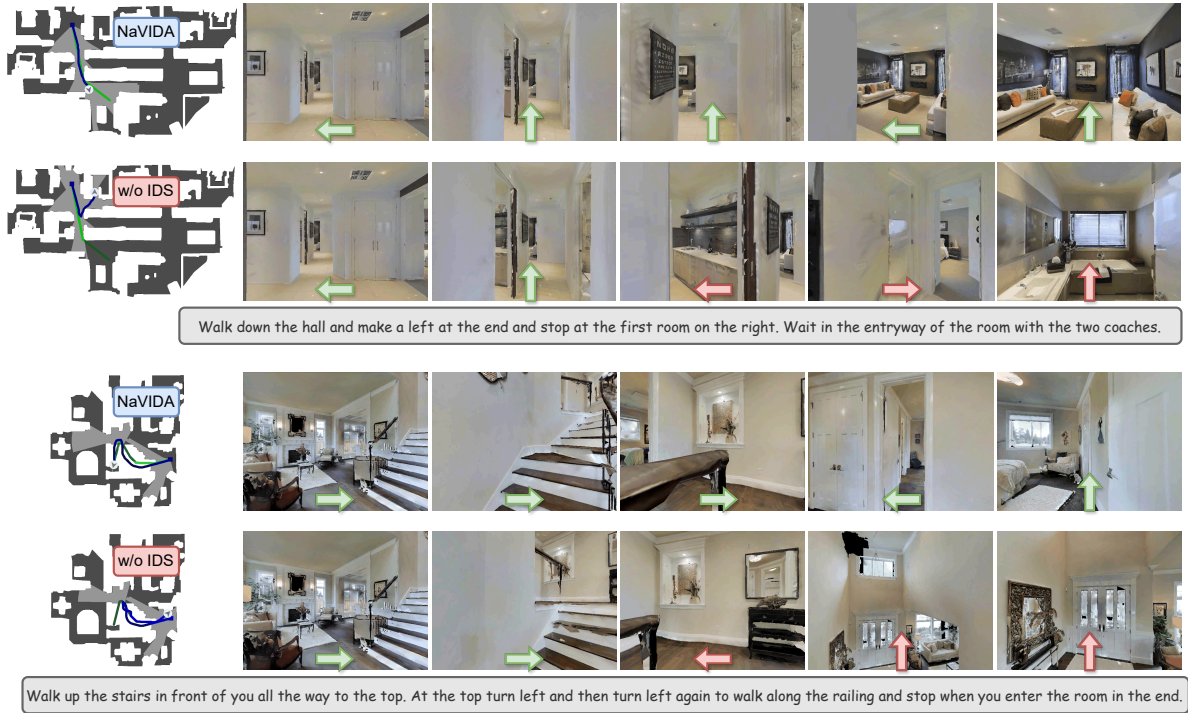 NaVIDA
w/o IDS
Walk down the hall and make a left at the end and stop at the first room on the right. Wait in the entryway of the room with the two coaches.
NaVIDA
w/o IDS
Walk up the stairs in front of you all the way to the top. At the top turn left and then turn left again to walk along the railing and stop when you enter the room in the end.